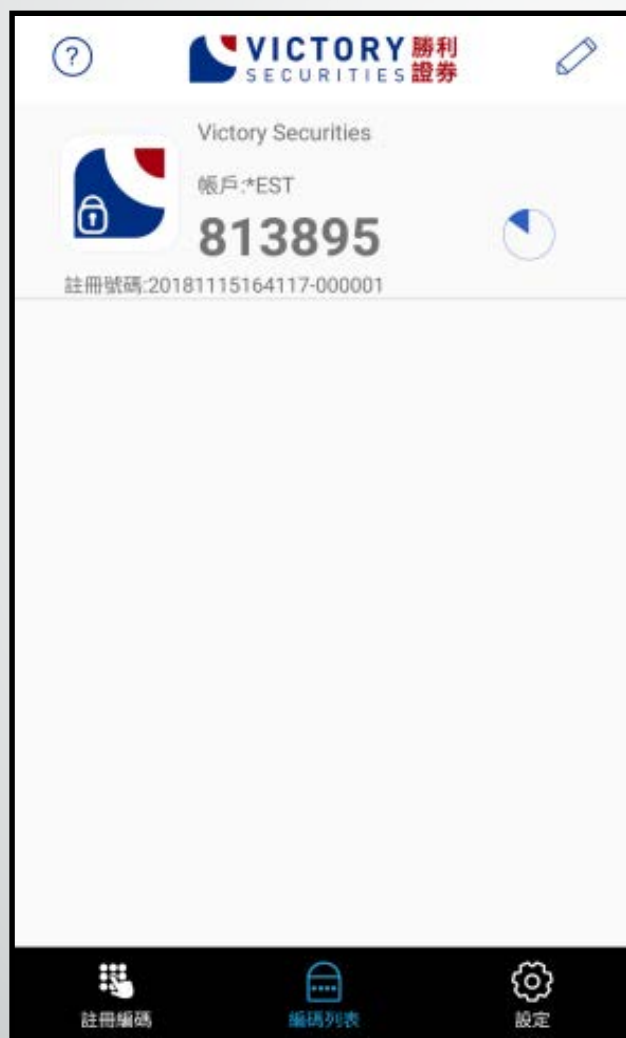 ?
VICTORY 勝利
SECURITIES 證券
Victory Securities
帳戶:*EST
813895
註冊號碼:20181115164117-000001
註冊編碼
編碼列表
設定